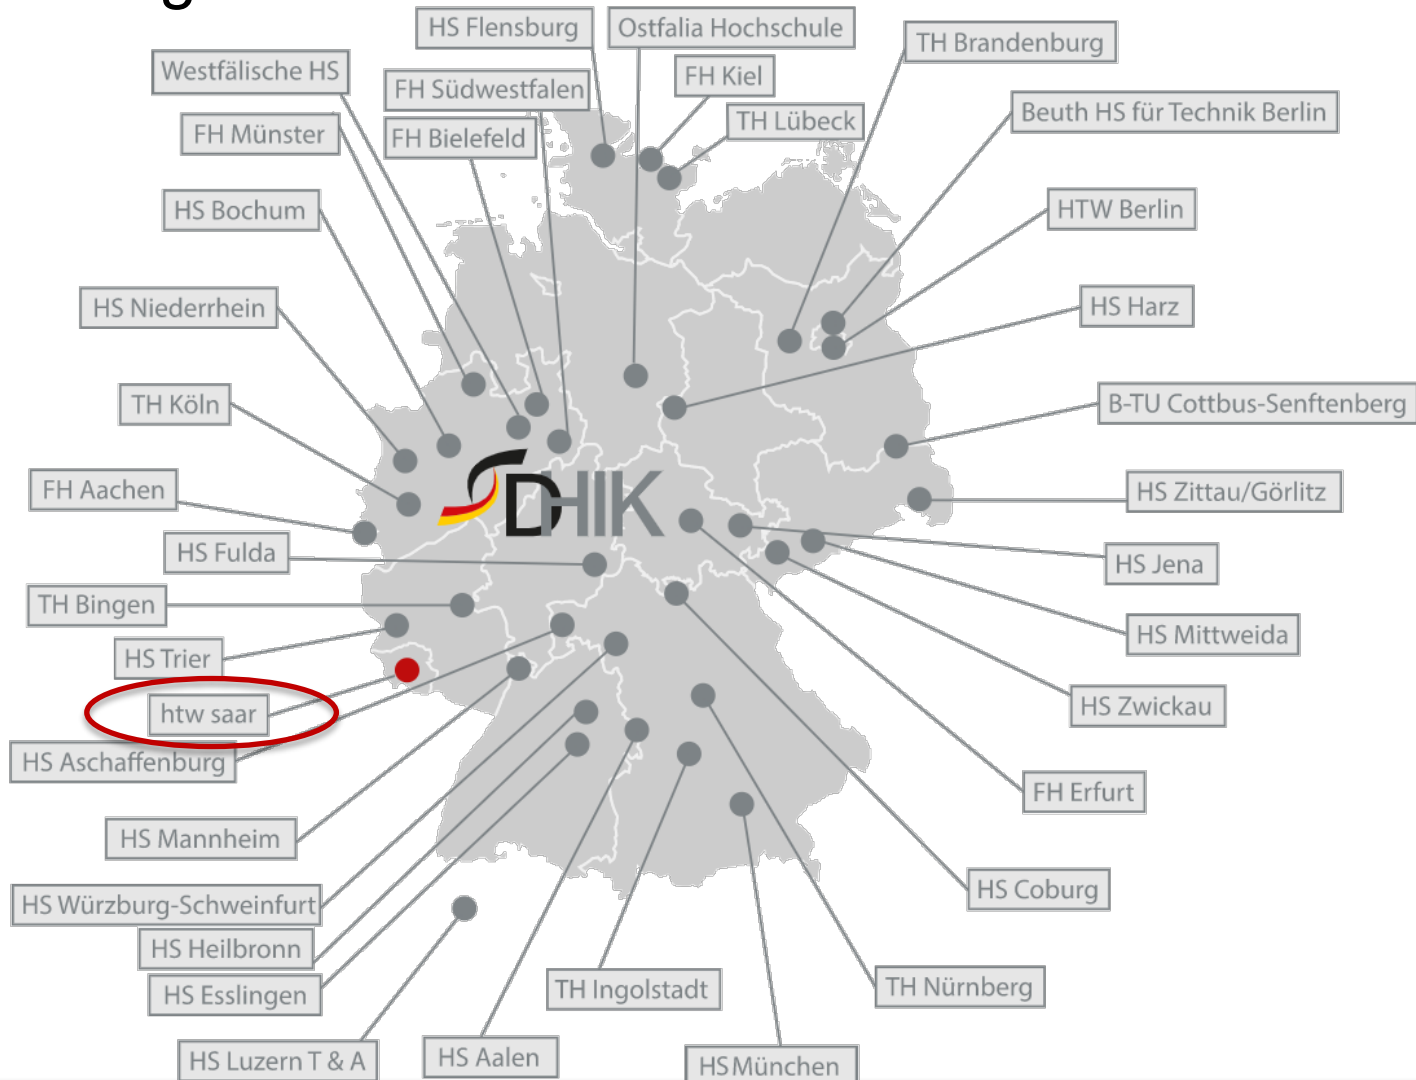 HS Flensburg
Ostfalia Hochschule
TH Brandenburg
Westfälische HS
FH Südwestfalen
FH Kiel
Beuth HS für Technik Berlin
FH Münster
FH Bielefeld
TH Lübeck
HS Bochum
HTW Berlin
HS Niederrhein
HS Harz
TH Köln
B-TU Cottbus-Senftenberg
FH Aachen
DHIK
HS Zittau/Görlitz
HS Fulda
HS Jena
TH Bingen
HS Mittweida
HS Trier
htw saar
HS Zwickau
HS Aschaffenburg
FH Erfurt
HS Mannheim
HS Coburg
HS Würzburg-Schweinfurt
HS Heilbronn
HS Esslingen
TH Ingolstadt
TH Nürnberg
HS Luzern T & A
HS Aalen
HS München